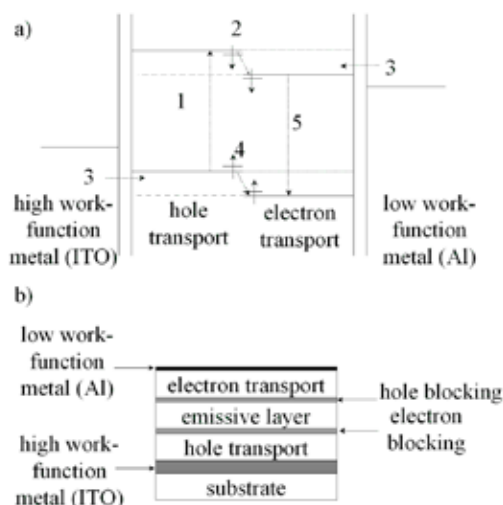 a)
2
3
1
5
4
3
high work-
function
metal (ITO)
hole
transport
electron
transport
low work-
function
metal (Al)
b)
low work-
function
metal (Al)
electron transport
emissive layer
hole transport
substrate
hole blocking
electron
blocking
high work-
function
metal (ITO)